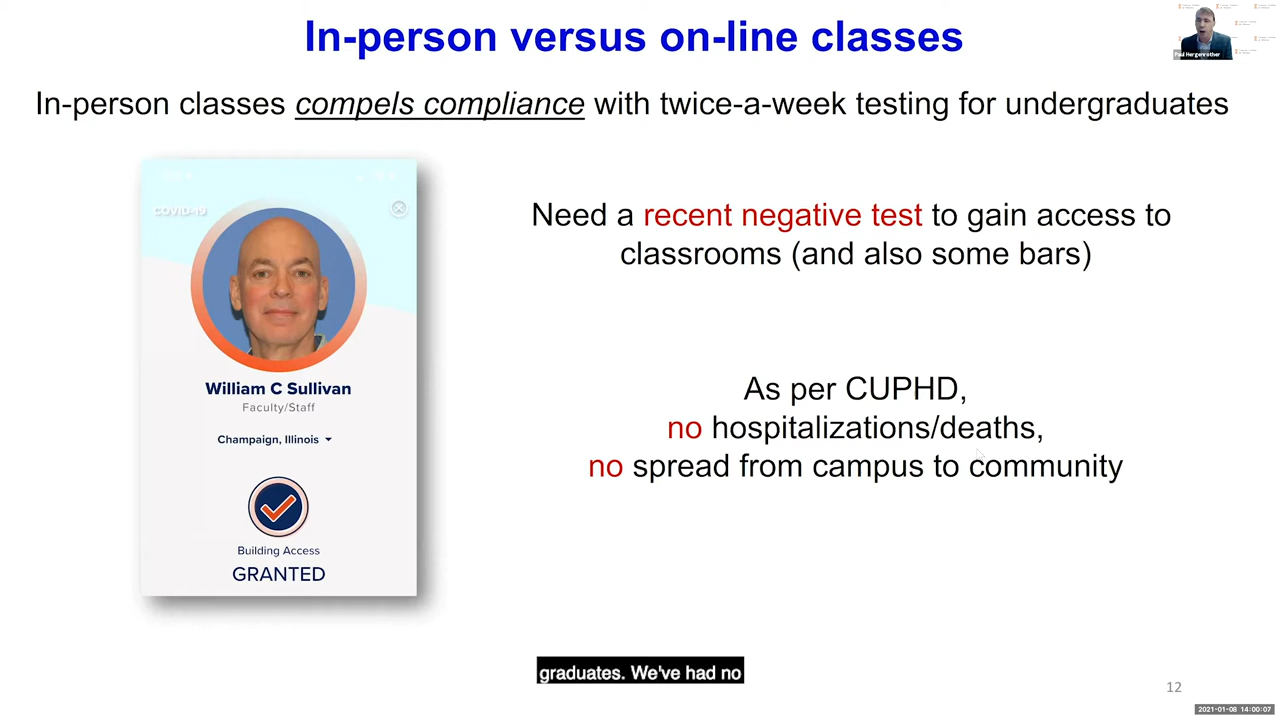 In-person versus on-line classes
Paul Hergenrother
In-person classes compels compliance with twice-a-week testing for undergraduates
COVID-19
William C Sullivan
Faculty/Staff
Champaign, Illinois
Building Access
GRANTED
Need a recent negative test to gain access to
classrooms (and also some bars)
As per CUPHD,
no hospitalizations/deaths,
no spread from campus to community
graduates. We've had no
12
2021-01-08 14:00:07